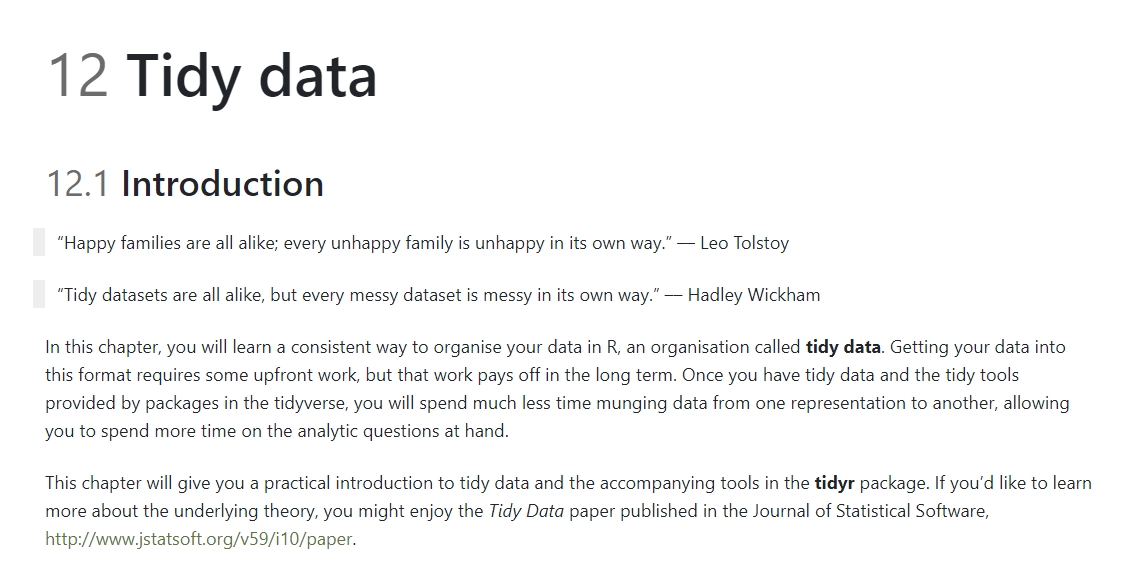 12 Tidy data
12.1 Introduction
“Happy families are all alike; every unhappy family is unhappy in its own way.” — Leo Tolstoy
“Tidy datasets are all alike, but every messy dataset is messy in its own way.” — Hadley Wickham
In this chapter, you will learn a consistent way to organise your data in R, an organisation called tidy data. Getting your data into
this format requires some upfront work, but that work pays off in the long term. Once you have tidy data and the tidy tools
provided by packages in the tidyverse, you will spend much less time munging data from one representation to another, allowing
you to spend more time on the analytic questions at hand.
This chapter will give you a practical introduction to tidy data and the accompanying tools in the tidyr package. If you’d like to learn
more about the underlying theory, you might enjoy the Tidy Data paper published in the Journal of Statistical Software,
http://www.jstatsoft.org/v59/i10/paper.